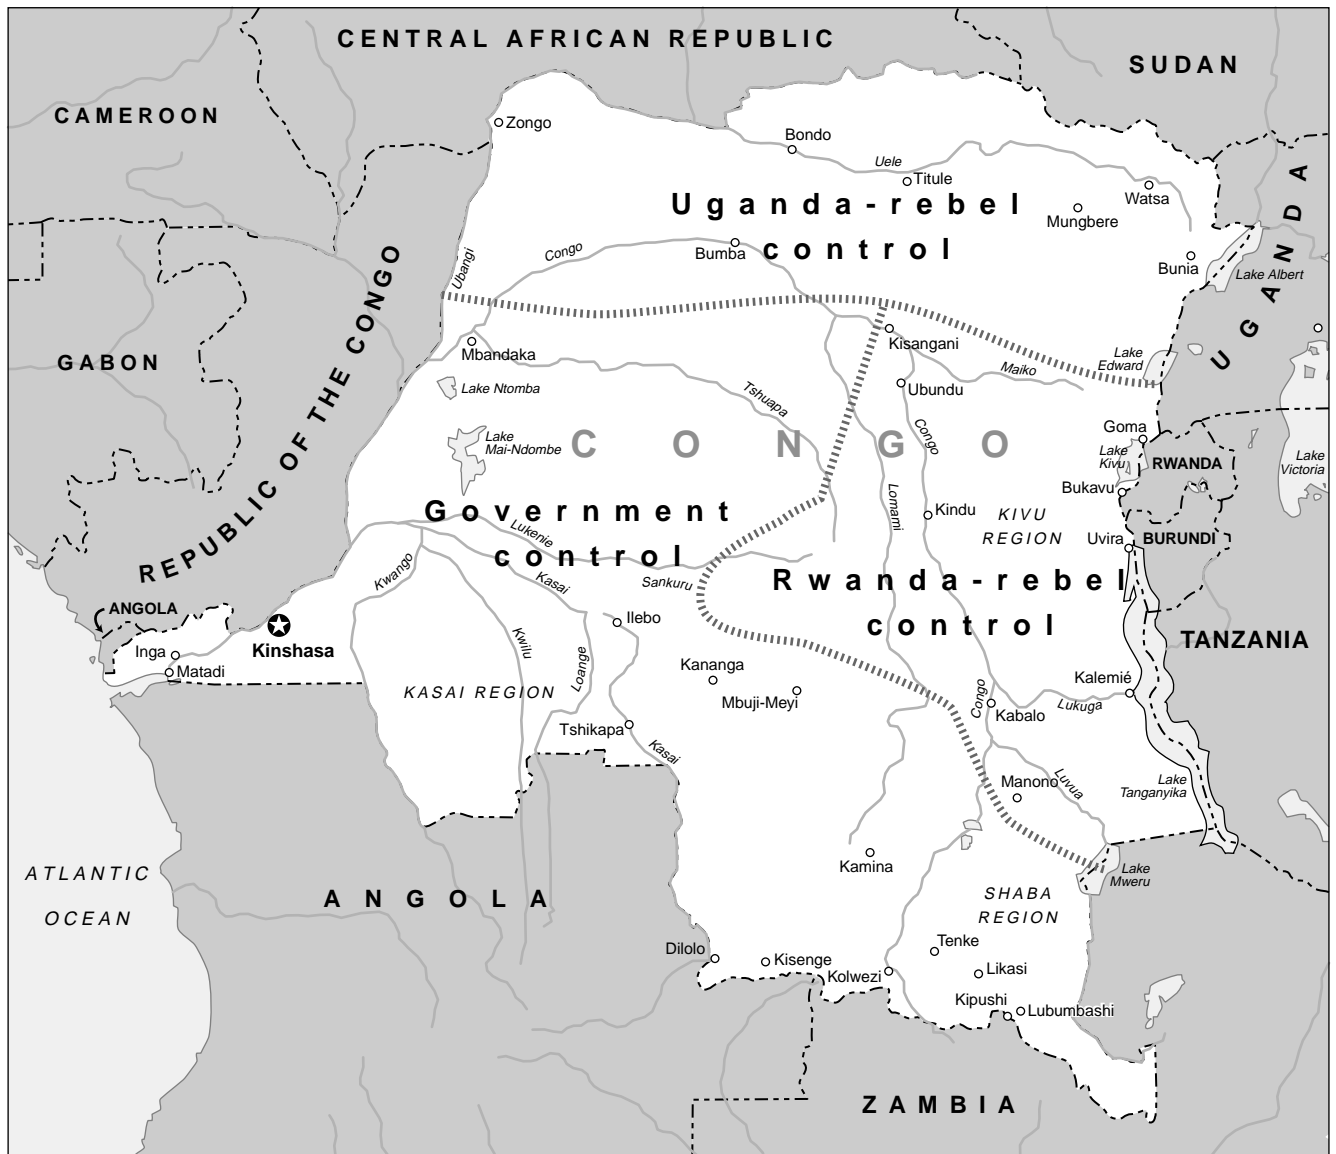 CENTRAL AFRICAN REPUBLIC
SUDAN
CAMEROON
Zongo
Bondo
Uele
Titule
Watsa
Mungbere
Uganda-rebel
control
UGANDA
Congo
Bumba
Ubangi
Bunia
Lake Albert
REPUBLIC OF THE CONGO
GABON
Mbandaka
Kisangani
Lake
Edward
Maiko
Lake Ntomba
Tshuapa
Ubundu
Lake
Mai-Ndombe
CONGO
Congo
Goma
Lake
Kivu
RWANDA
Lake
Victoria
Bukavu
Lomami
Kindu
KIVU
REGION
Government
control
Lukenie
Uvira
BURUNDI
Kwango
Kasai
Sankuru
Rwanda-rebel
control
ANGOLA
Ilebo
TANZANIA
Inga
Kinshasa
Kwilu
Loange
Matadi
Kananga
Mbuji-Meyi
Kalemié
KASAI REGION
Congo
Kabalo
Lukuga
Tshikapa
Kasai
Manono
Luvua
Lake
Tanganyika
Kamina
Lake
Mweru
ATLANTIC
OCEAN
ANGOLA
SHABA
REGION
Dilolo
Kisenge
Tenke
Kolwezi
Likasi
Kipushi
Lubumbashi
ZAMBIA